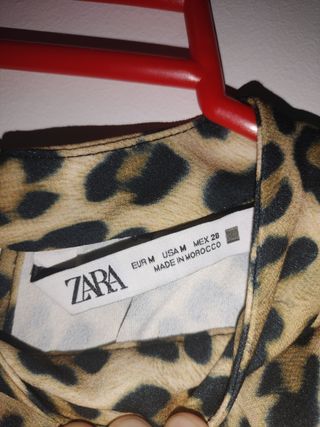 ZARA
EUR M USA M MEX 28
MADE IN MOROCCO